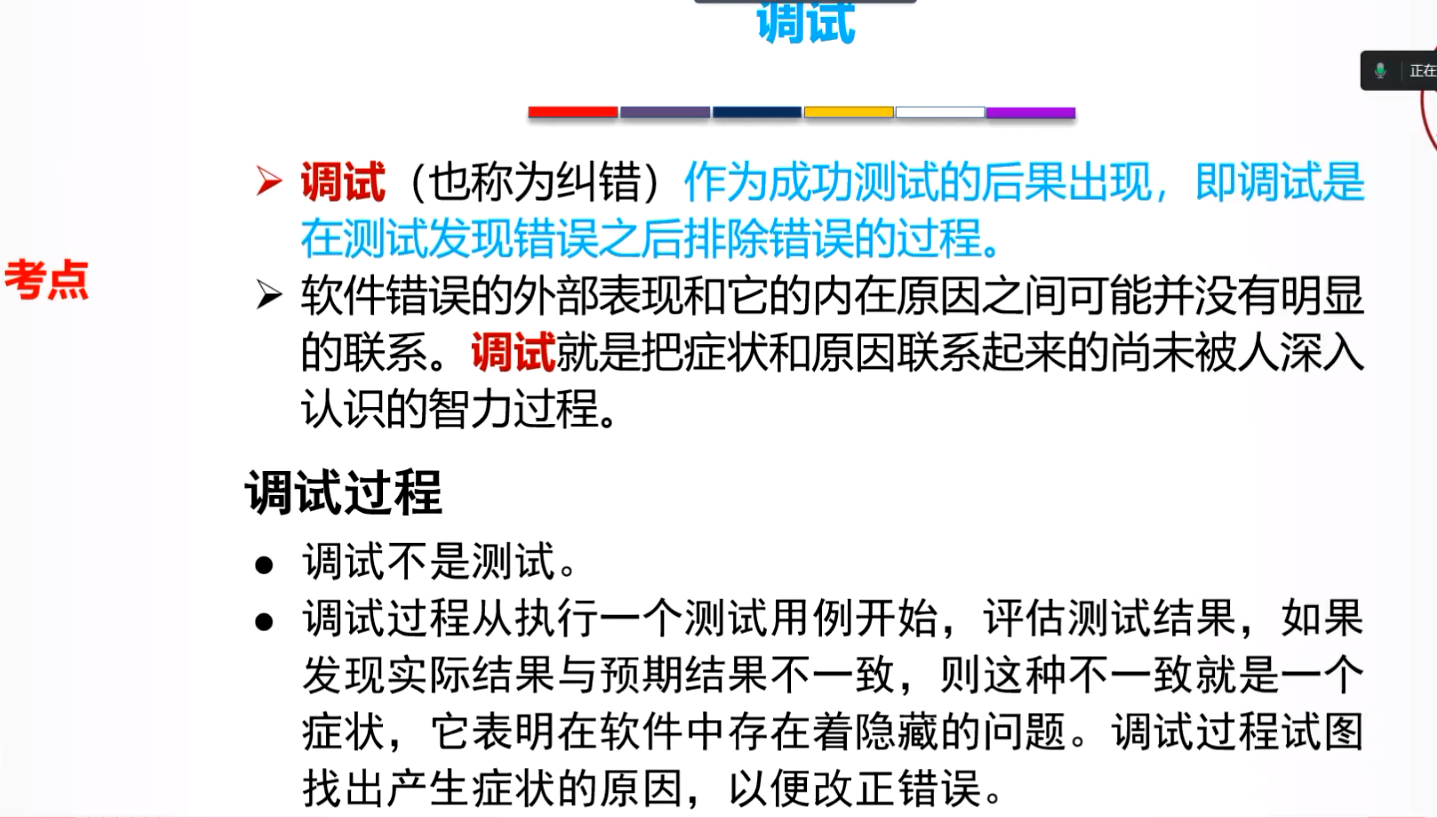 调试
正在
➢ 调试（也称为纠错）作为成功测试的后果出现，即调试是
在测试发现错误之后排除错误的过程。
考点
➢ 软件错误的外部表现和它的内在原因之间可能并没有明显
的联系。调试就是把症状和原因联系起来的尚未被人深入
认识的智力过程。
调试过程
● 调试不是测试。
● 调试过程从执行一个测试用例开始，评估测试结果，如果
发现实际结果与预期结果不一致，则这种不一致就是一个
症状，它表明在软件中存在着隐藏的问题。调试过程试图
找出产生症状的原因，以便改正错误。